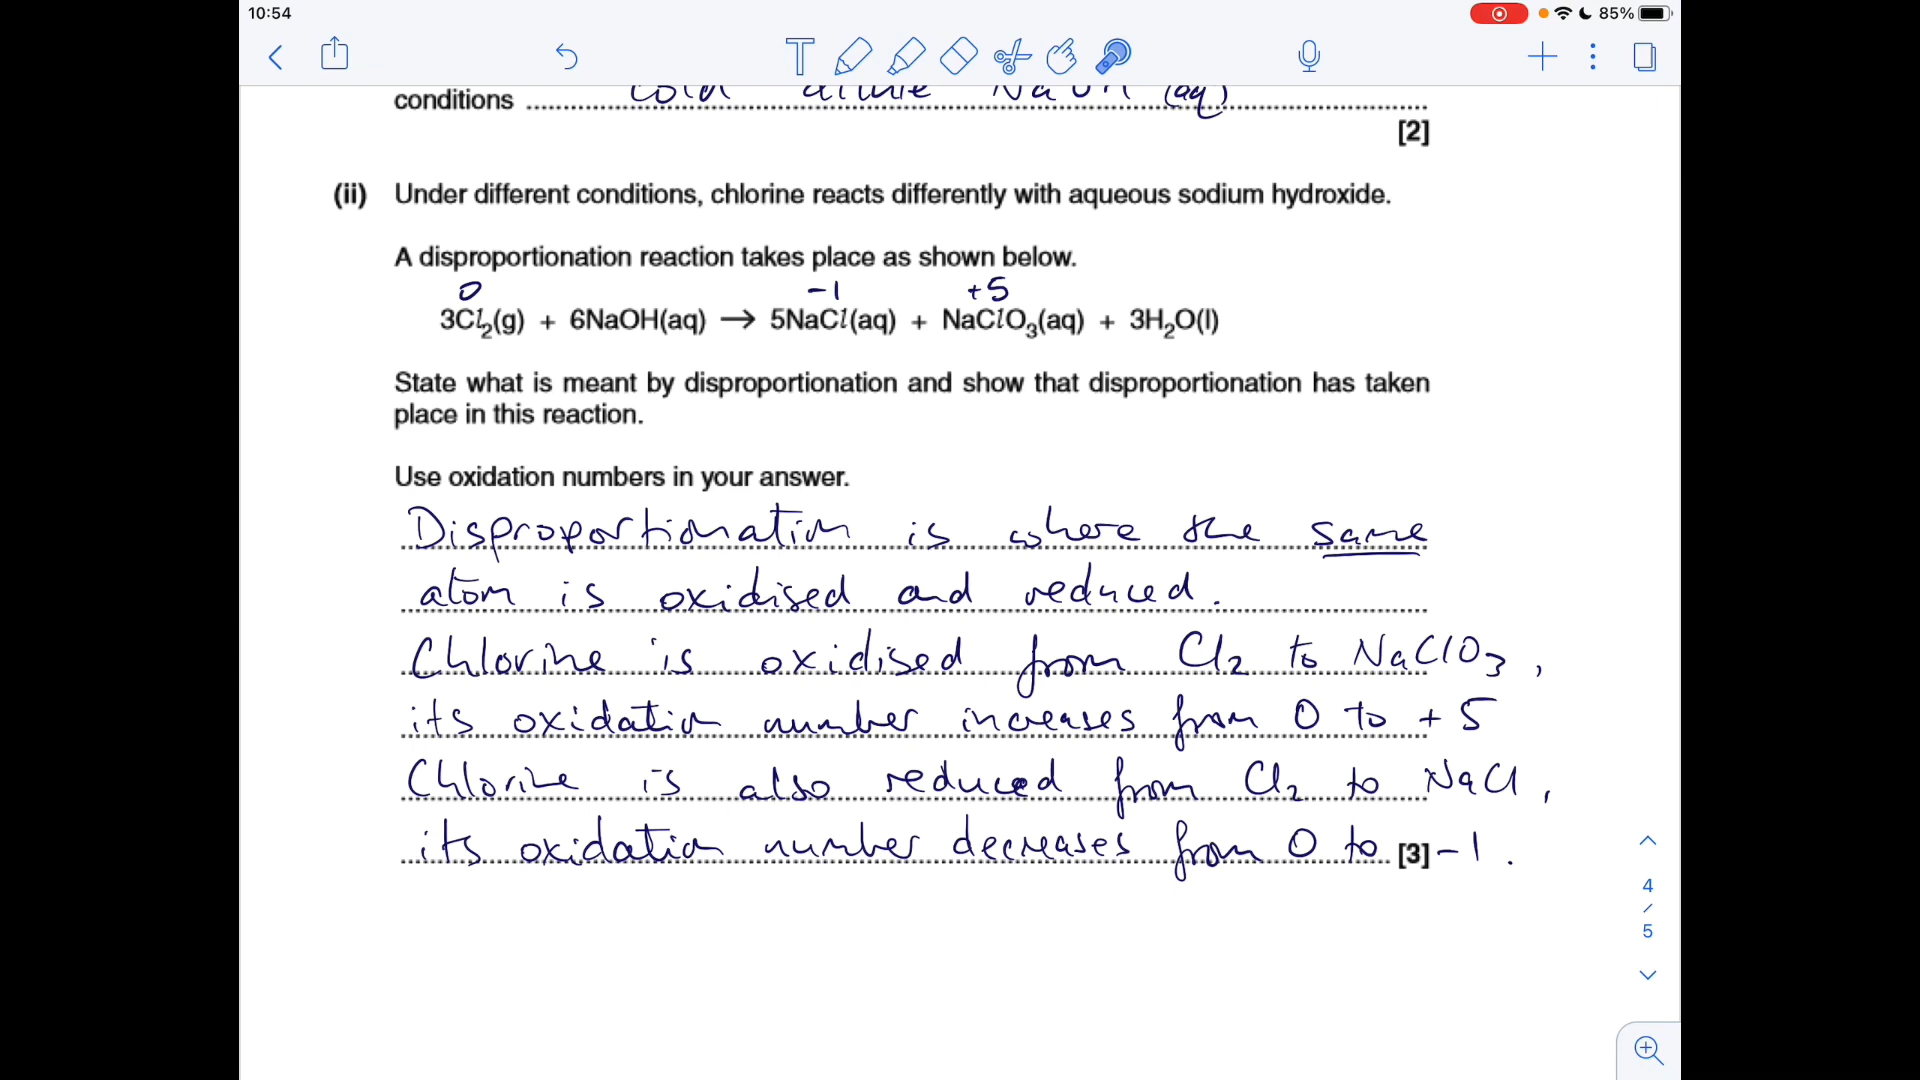 10:54
85%
T
conditions cold dilute NaOH (aq)
[2]
(ii) Under different conditions, chlorine reacts differently with aqueous sodium hydroxide.
A disproportionation reaction takes place as shown below.
0 -1 +5
3Cl₂(g) + 6NaOH(aq) → 5NaCl(aq) + NaClO₃(aq) + 3H₂O(l)
State what is meant by disproportionation and show that disproportionation has taken
place in this reaction.
Use oxidation numbers in your answer.
Disproportionation is where the same
atom is oxidised and reduced.
Chlorine is oxidised from Cl₂ to NaClO₃,
its oxidation number increases from 0 to +5
Chlorine is also reduced from Cl₂ to NaCl,
its oxidation number decreases from 0 to [3] -1.
4
/
5